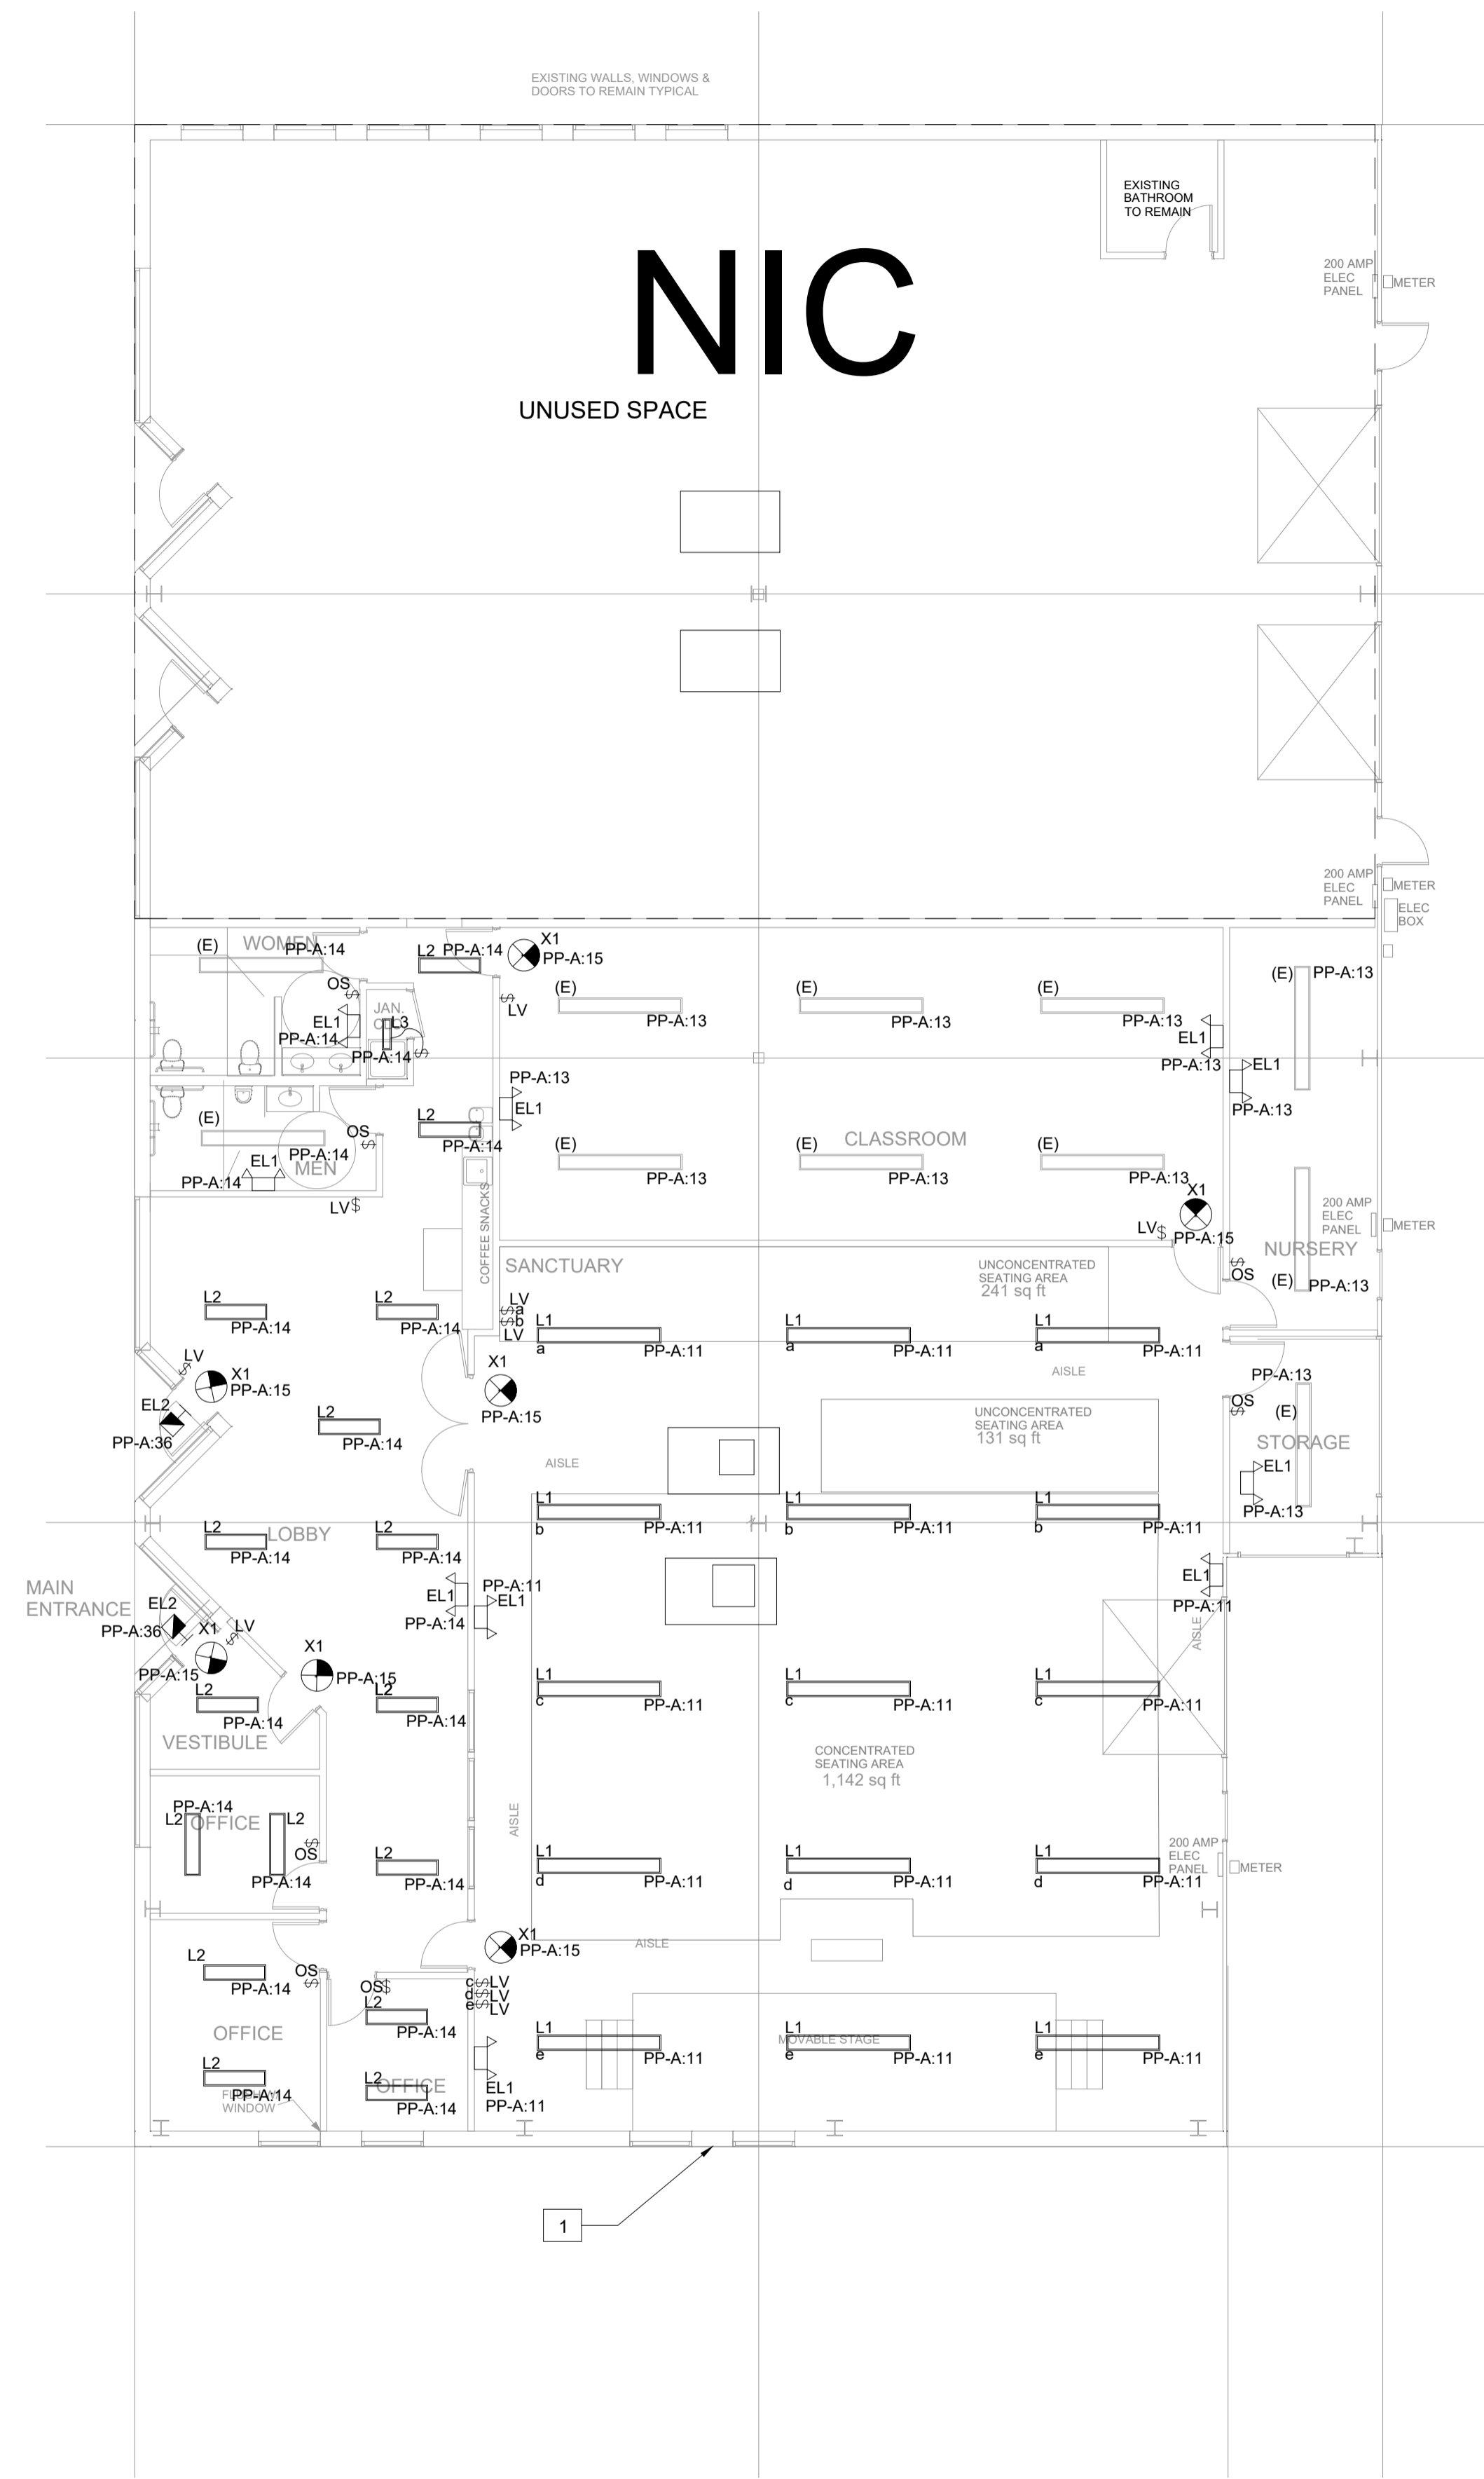 EXISTING WALLS, WINDOWS &
DOORS TO REMAIN TYPICAL
EXISTING
BATHROOM
TO REMAIN
NIC
UNUSED SPACE
200 AMP
ELEC
PANEL
METER
200 AMP
ELEC
PANEL
METER
ELEC
BOX
(E)
WOMEN
PP-A:14
L2
PP-A:14
X1
PP-A:15
OS
$
JAN.
L3
EL1
PP-A:14
PP-A:14
$
$
LV
(E)
PP-A:13
(E)
PP-A:13
(E)
PP-A:13
EL1
PP-A:13
(E)
PP-A:13
EL1
PP-A:13
PP-A:13
EL1
(E)
PP-A:14
MEN
OS
$
EL1
PP-A:14
L2
PP-A:14
LV$
COFFEE SNACKS
CLASSROOM
(E)
PP-A:13
(E)
PP-A:13
(E)
PP-A:13
X1
PP-A:15
LV$
200 AMP
ELEC
PANEL
METER
NURSERY
$
OS
(E)
PP-A:13
SANCTUARY
UNCONCENTRATED
SEATING AREA
241 sq ft
LV
$a
$b
LV
L1
a
PP-A:11
L1
a
PP-A:11
L1
a
PP-A:11
L2
PP-A:14
L2
PP-A:14
LV
$
X1
PP-A:15
EL2
PP-A:36
L2
PP-A:14
X1
PP-A:15
AISLE
AISLE
UNCONCENTRATED
SEATING AREA
131 sq ft
PP-A:13
OS
$
(E)
STORAGE
EL1
PP-A:13
L1
b
PP-A:11
L1
b
PP-A:11
L1
b
PP-A:11
L2
PP-A:14
LOBBY
L2
PP-A:14
MAIN
ENTRANCE
EL2
PP-A:36
X1
PP-A:15
LV
$
X1
PP-A:15
EL1
PP-A:14
PP-A:11
EL1
EL1
PP-A:11
AISLE
L2
PP-A:14
L2
PP-A:14
VESTIBULE
L1
c
PP-A:11
L1
c
PP-A:11
L1
c
PP-A:11
CONCENTRATED
SEATING AREA
1,142 sq ft
PP-A:14
L2
OFFICE
L2
PP-A:14
$
OS
L2
PP-A:14
AISLE
L1
d
PP-A:11
L1
d
PP-A:11
L1
d
PP-A:11
200 AMP
ELEC
PANEL
METER
X1
PP-A:15
AISLE
L2
PP-A:14
OS
$
OS$
L2
PP-A:14
c$LV
d$LV
e$LV
OFFICE
L2
PP-A:14
WINDOW
L2
OFFICE
PP-A:14
EL1
PP-A:11
L1
e
PP-A:11
L1
MOVABLE STAGE
e
PP-A:11
L1
e
PP-A:11
1